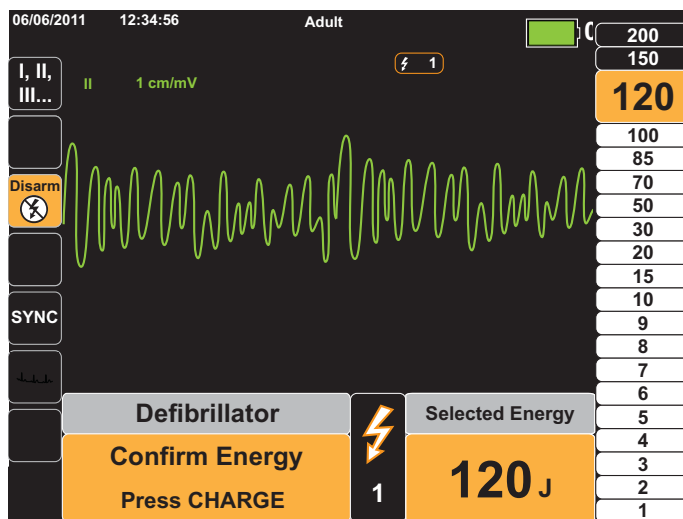 06/06/2011 12:34:56 Adult
I, II,
III...
II 1 cm/mV
1
Disarm
SYNC
200
150
120
100
85
70
50
30
20
15
10
9
8
7
6
5
4
3
2
1
Defibrillator
Confirm Energy
Press CHARGE
1
Selected Energy
120 J